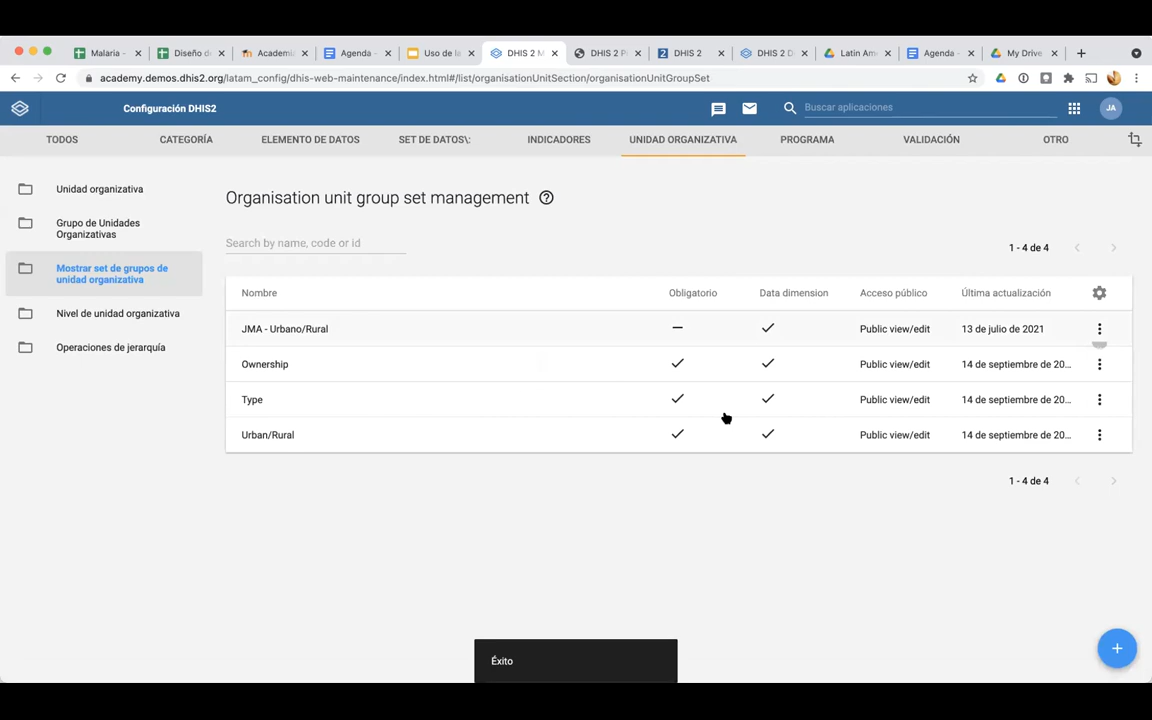 Malaria -
Diseño de
Academia
Agenda -
Uso de la
DHIS 2 M
DHIS 2 P
DHIS 2
DHIS 2 D
Latin Am
Agenda -
My Drive
academy.demos.dhis2.org/latam_config/dhis-web-maintenance/index.html#/list/organisationUnitSection/organisationUnitGroupSet
Configuración DHIS2
Buscar aplicaciones
JA
TODOS
CATEGORÍA
ELEMENTO DE DATOS
SET DE DATOS\:
INDICADORES
UNIDAD ORGANIZATIVA
PROGRAMA
VALIDACIÓN
OTRO
Unidad organizativa
Grupo de Unidades
Organizativas
Mostrar set de grupos de
unidad organizativa
Nivel de unidad organizativa
Operaciones de jerarquía
Organisation unit group set management
Search by name, code or id
1 - 4 de 4
Nombre Obligatorio Data dimension Acceso público Última actualización
JMA - Urbano/Rural Public view/edit 13 de julio de 2021
Ownership Public view/edit 14 de septiembre de 20...
Type Public view/edit 14 de septiembre de 20...
Urban/Rural Public view/edit 14 de septiembre de 20...
1 - 4 de 4
Éxito